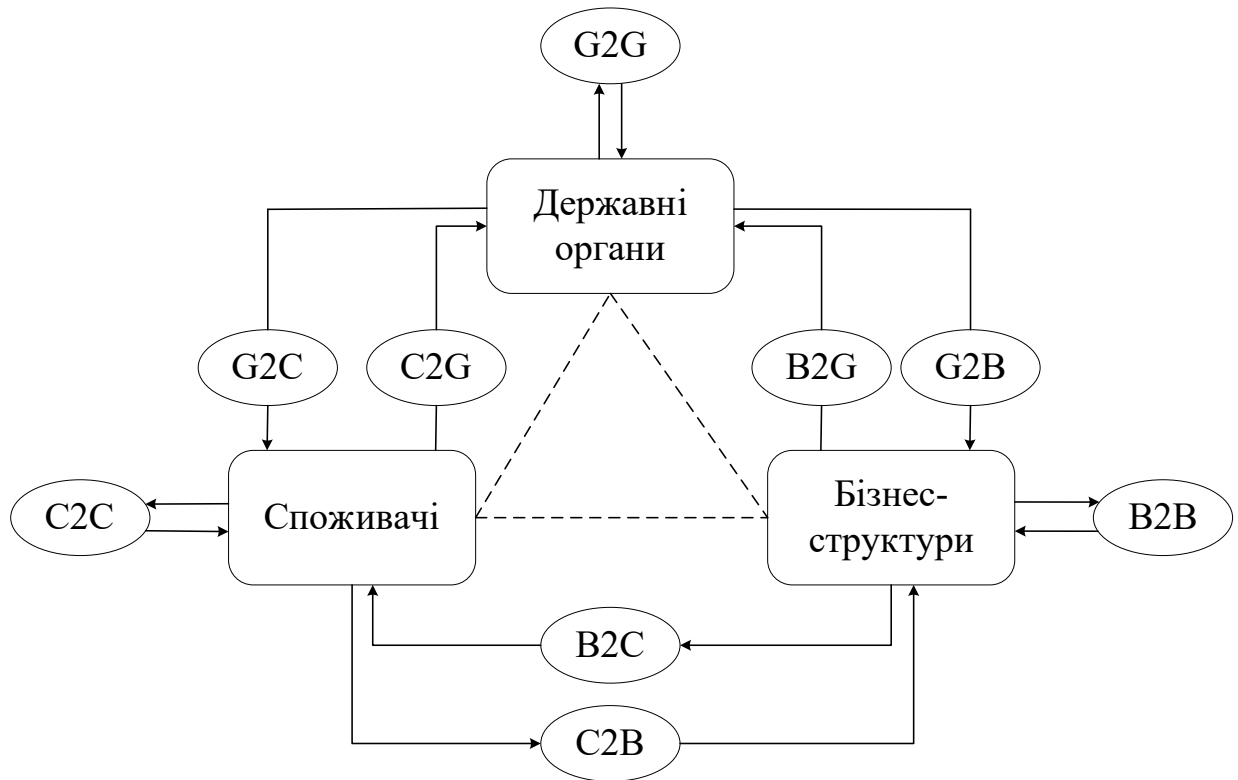 G2G
Державні
органи
G2C
C2G
B2G
G2B
C2C
Споживачі
Бізнес-
структури
B2B
B2C
C2B